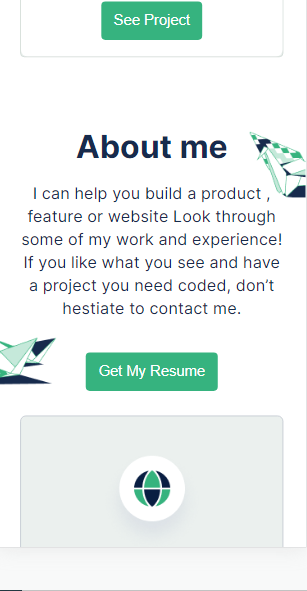 See Project
About me
I can help you build a product ,
feature or website Look through
some of my work and experience!
If you like what you see and have
a project you need coded, don’t
hestiate to contact me.
Get My Resume